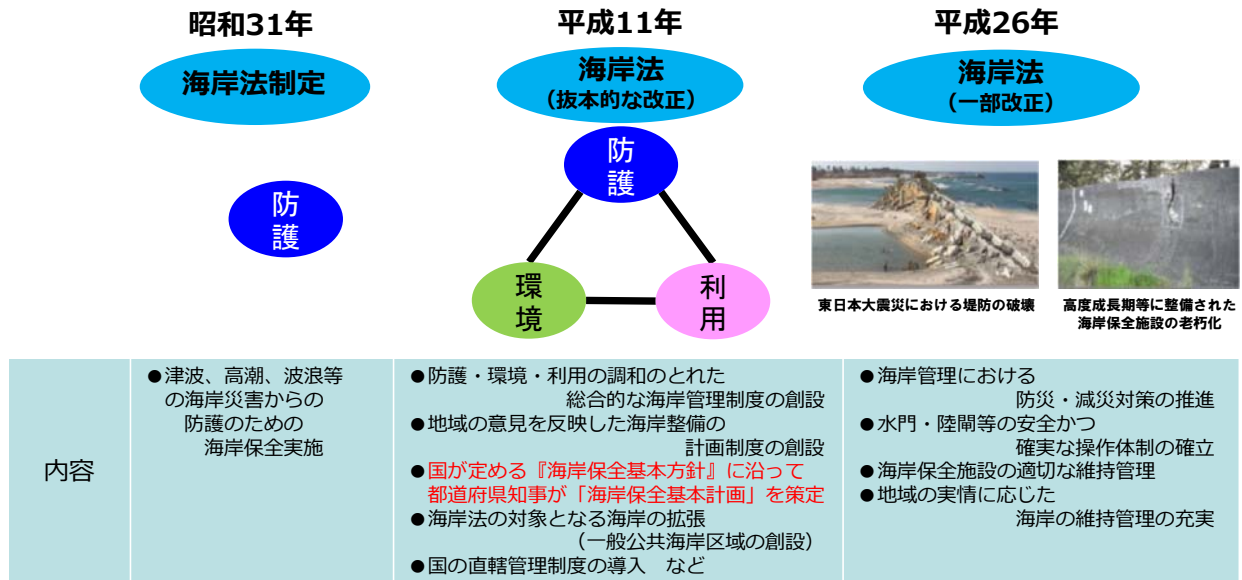 昭和31年
平成11年
平成26年
海岸法制定
海岸法
（抜本的な改正）
海岸法
（一部改正）
防
護
防
護
環
境
利
用
東日本大震災における堤防の破壊
高度成長期等に整備された
海岸保全施設の老朽化
内容
●津波、高潮、波浪等
の海岸災害からの
防護のための
海岸保全実施
●防護・環境・利用の調和のとれた
総合的な海岸管理制度の創設
●地域の意見を反映した海岸整備の
計画制度の創設
●国が定める『海岸保全基本方針』に沿って
都道府県知事が「海岸保全基本計画」を策定
●海岸法の対象となる海岸の拡張
（一般公共海岸区域の創設）
●国の直轄管理制度の導入　など
●海岸管理における
防災・減災対策の推進
●水門・陸閘等の安全かつ
確実な操作体制の確立
●海岸保全施設の適切な維持管理
●地域の実情に応じた
海岸の維持管理の充実